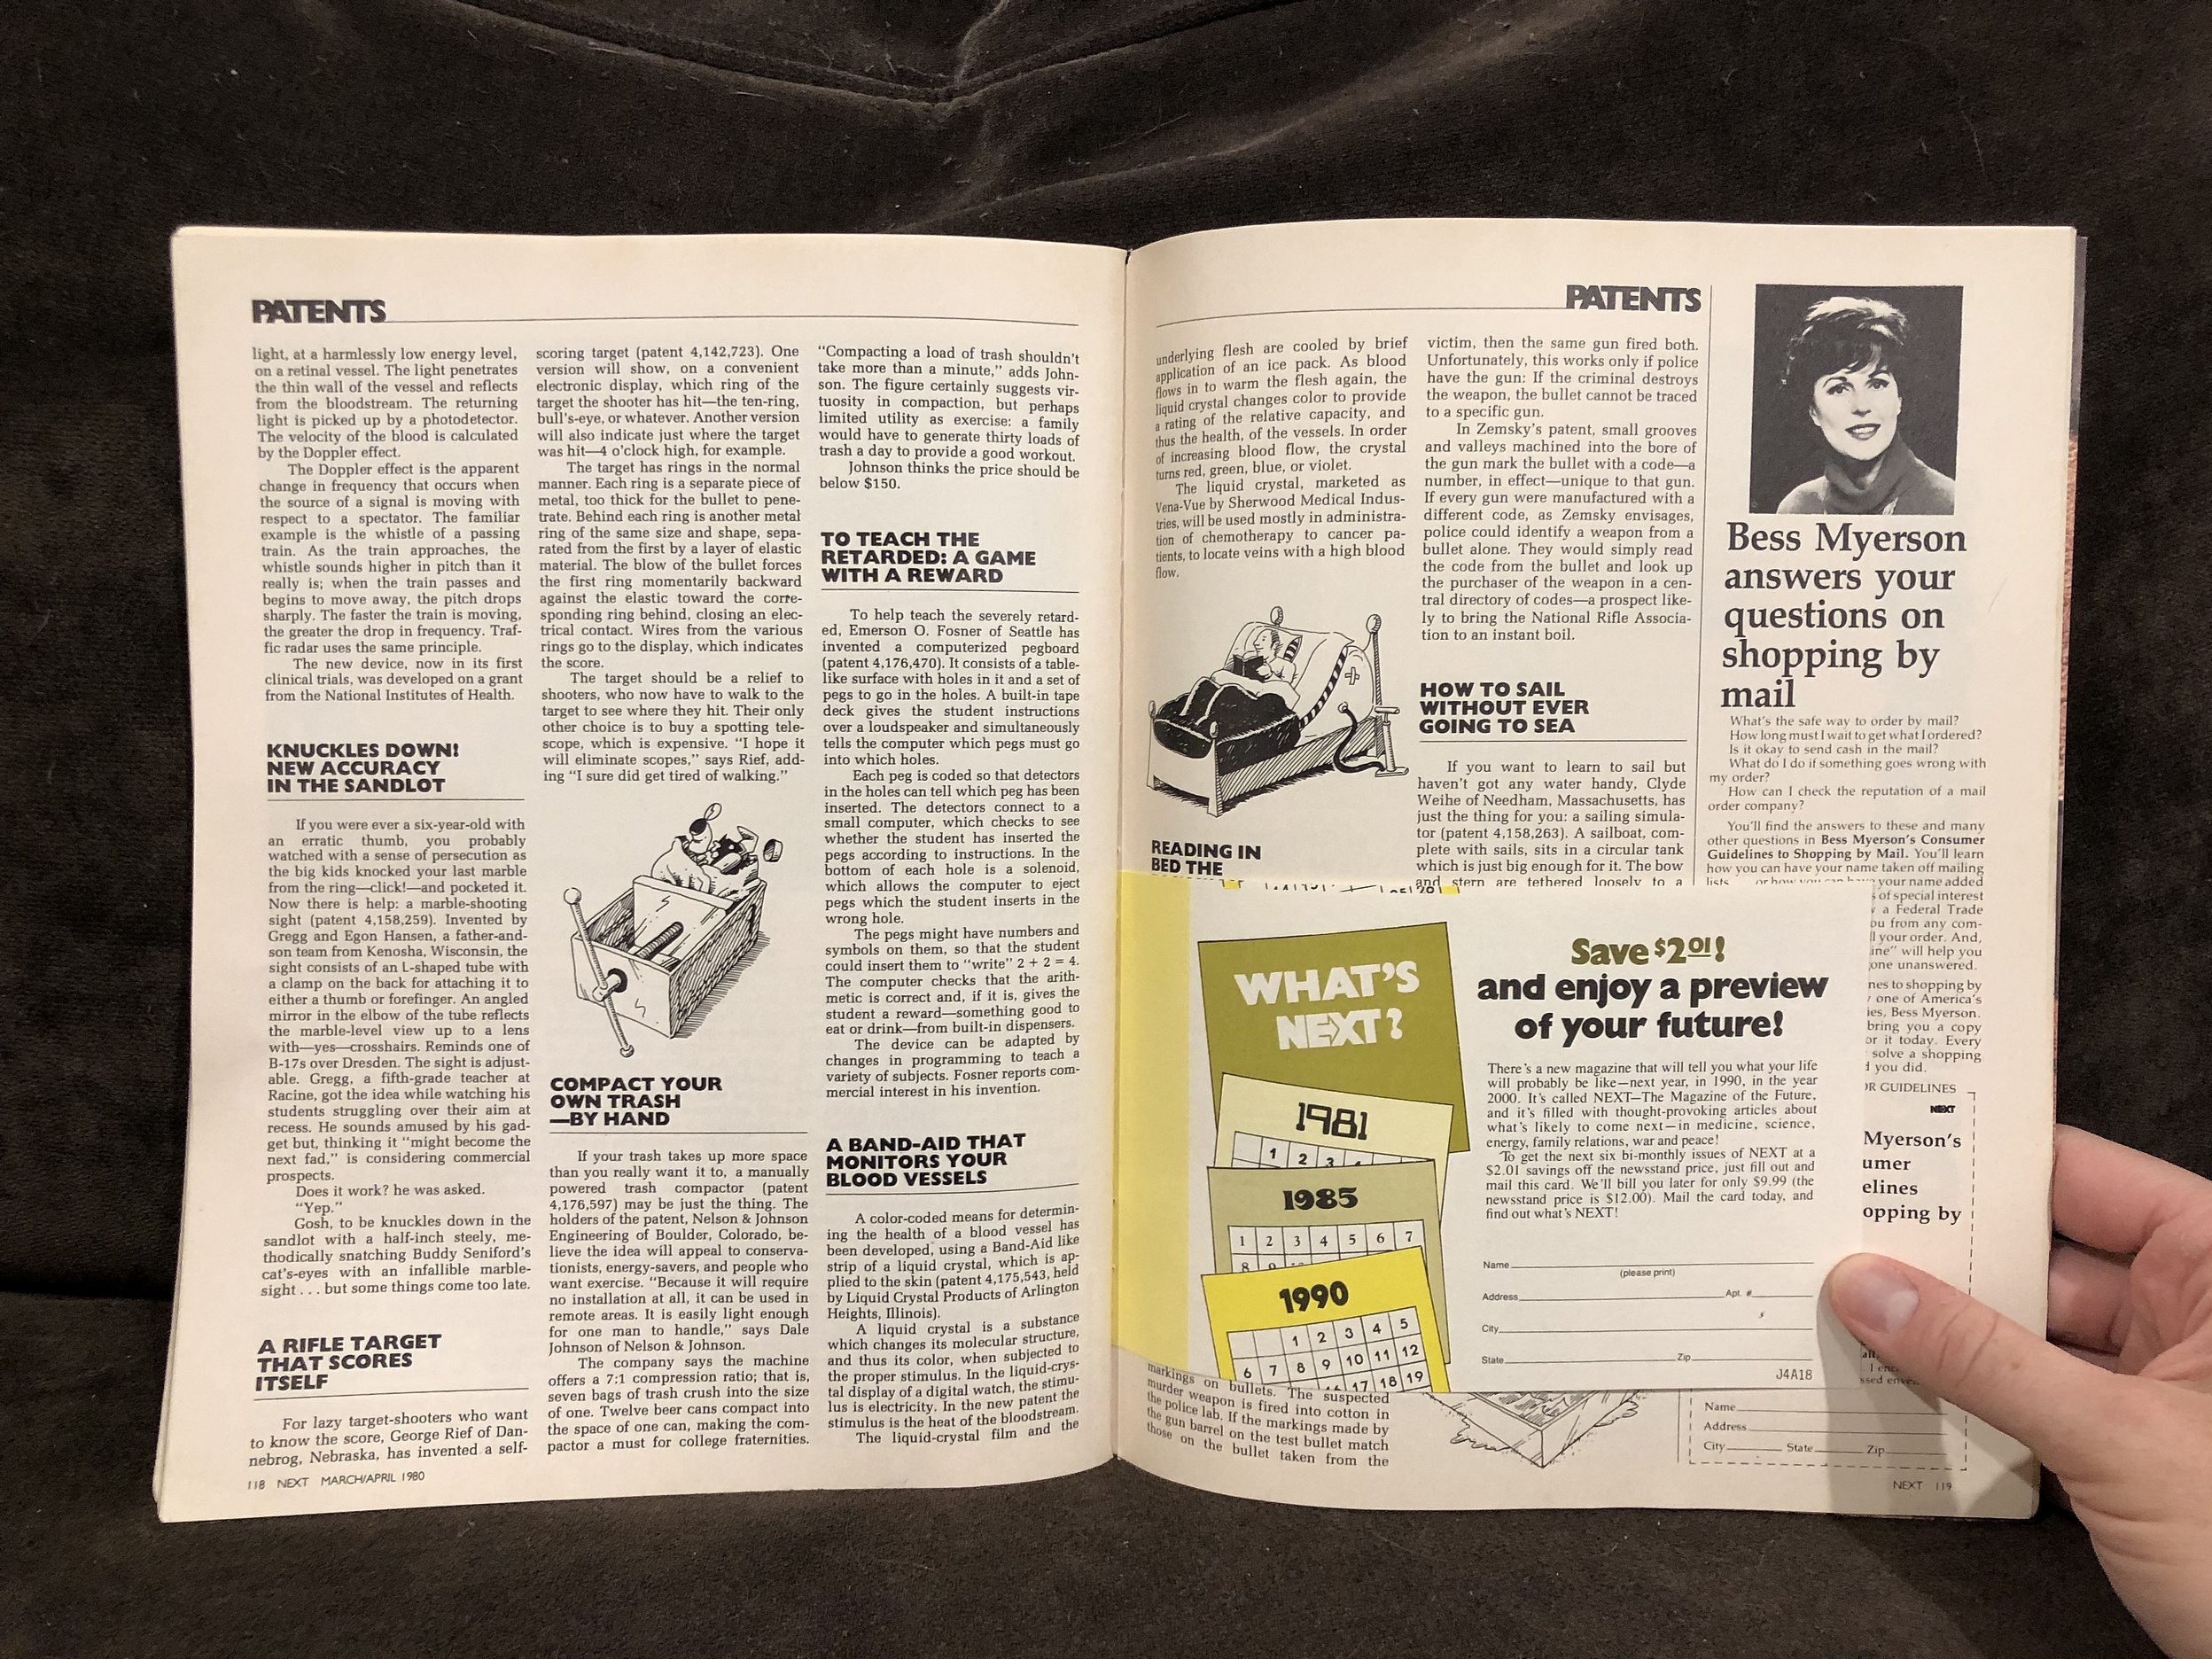 PATENTS
light, at a harmlessly low energy level,
on a retinal vessel. The light penetrates
the thin wall of the vessel and reflects
from the bloodstream. The returning
light is picked up by a photodetector.
The velocity of the blood is calculated
by the Doppler effect.
The Doppler effect is the apparent
change in frequency that occurs when
the source of a signal is moving with
respect to a spectator. The familiar
example is the whistle of a passing
train. As the train approaches, the
whistle sounds higher in pitch than it
really is; when the train passes and
begins to move away, the pitch drops
sharply. The faster the train is moving,
the greater the drop in frequency. Traf-
fic radar uses the same principle.
The new device, now in its first
clinical trials, was developed on a grant
from the National Institutes of Health.
KNUCKLES DOWN!
NEW ACCURACY
IN THE SANDLOT
If you were ever a six-year-old with
an erratic thumb, you probably
watched with a sense of persecution as
the big kids knocked your last marble
from the ring—click!—and pocketed it.
Now there is help: a marble-shooting
sight (patent 4,158,259). Invented by
Gregg and Egon Hansen, a father-and-
son team from Kenosha, Wisconsin, the
sight consists of an L-shaped tube with
a clamp on the back for attaching it to
either a thumb or forefinger. An angled
mirror in the elbow of the tube reflects
the marble-level view up to a lens
with—yes—crosshairs. Reminds one of
B-17s over Dresden. The sight is adjust-
able. Gregg, a fifth-grade teacher at
Racine, got the idea while watching his
students struggling over their aim at
recess. He sounds amused by his gad-
get but, thinking it "might become the
next fad," is considering commercial
prospects.
Does it work? he was asked.
"Yep."
Gosh, to be knuckles down in the
sandlot with a half-inch steely, me-
thodically snatching Buddy Seniford's
cat's-eyes with an infallible marble-
sight . . . but some things come too late.
A RIFLE TARGET
THAT SCORES
ITSELF
For lazy target-shooters who want
to know the score, George Rief of Dan-
nebrog, Nebraska, has invented a self-
118 NEXT MARCH/APRIL 1980
scoring target (patent 4,142,723). One
version will show, on a convenient
electronic display, which ring of the
target the shooter has hit—the ten-ring,
bull's-eye, or whatever. Another version
will also indicate just where the target
was hit—4 o'clock high, for example.
The target has rings in the normal
manner. Each ring is a separate piece of
metal, too thick for the bullet to pene-
trate. Behind each ring is another metal
ring of the same size and shape, sepa-
rated from the first by a layer of elastic
material. The blow of the bullet forces
the first ring momentarily backward
against the elastic toward the corre-
sponding ring behind, closing an elec-
trical contact. Wires from the various
rings go to the display, which indicates
the score.
The target should be a relief to
shooters, who now have to walk to the
target to see where they hit. Their only
other choice is to buy a spotting tele-
scope, which is expensive. "I hope it
will eliminate scopes," says Rief, add-
ing "I sure did get tired of walking."
COMPACT YOUR
OWN TRASH
—BY HAND
If your trash takes up more space
than you really want it to, a manually
powered trash compactor (patent
4,176,597) may be just the thing. The
holders of the patent, Nelson & Johnson
Engineering of Boulder, Colorado, be-
lieve the idea will appeal to conserva-
tionists, energy-savers, and people who
want exercise. "Because it will require
no installation at all, it can be used in
remote areas. It is easily light enough
for one man to handle," says Dale
Johnson of Nelson & Johnson.
The company says the machine
offers a 7:1 compression ratio; that is,
seven bags of trash crush into the size
of one. Twelve beer cans compact into
the space of one can, making the com-
pactor a must for college fraternities.
"Compacting a load of trash shouldn't
take more than a minute," adds John-
son. The figure certainly suggests vir-
tuosity in compaction, but perhaps
limited utility as exercise: a family
would have to generate thirty loads of
trash a day to provide a good workout.
Johnson thinks the price should be
below $150.
TO TEACH THE
RETARDED: A GAME
WITH A REWARD
To help teach the severely retard-
ed, Emerson O. Fosner of Seattle has
invented a computerized pegboard
(patent 4,176,470). It consists of a table-
like surface with holes in it and a set of
pegs to go in the holes. A built-in tape
deck gives the student instructions
over a loudspeaker and simultaneously
tells the computer which pegs must go
into which holes.
Each peg is coded so that detectors
in the holes can tell which peg has been
inserted. The detectors connect to a
small computer, which checks to see
whether the student has inserted the
pegs according to instructions. In the
bottom of each hole is a solenoid,
which allows the computer to eject
pegs which the student inserts in the
wrong hole.
The pegs might have numbers and
symbols on them, so that the student
could insert them to "write" 2 + 2 = 4.
The computer checks that the arith-
metic is correct and, if it is, gives the
student a reward—something good to
eat or drink—from built-in dispensers.
The device can be adapted by
changes in programming to teach a
variety of subjects. Fosner reports com-
mercial interest in his invention.
A BAND-AID THAT
MONITORS YOUR
BLOOD VESSELS
A color-coded means for determin-
ing the health of a blood vessel has
been developed, using a Band-Aid like
strip of a liquid crystal, which is ap-
plied to the skin (patent 4,175,543, held
by Liquid Crystal Products of Arlington
Heights, Illinois).
A liquid crystal is a substance
which changes its molecular structure,
and thus its color, when subjected to
the proper stimulus. In the liquid-crys-
tal display of a digital watch, the stimu-
lus is electricity. In the new patent the
stimulus is the heat of the bloodstream.
The liquid-crystal film and the
PATENTS
underlying flesh are cooled by brief
application of an ice pack. As blood
flows in to warm the flesh again, the
liquid crystal changes color to provide
a rating of the relative capacity, and
thus the health, of the vessels. In order
of increasing blood flow, the crystal
turns red, green, blue, or violet.
The liquid crystal, marketed as
Vena-Vue by Sherwood Medical Indus-
tries, will be used mostly in administra-
tion of chemotherapy to cancer pa-
tients, to locate veins with a high blood
flow.
READING IN
BED THE
markings on bullets. The suspected
murder weapon is fired into cotton in
the police lab. If the markings made by
the gun barrel on the test bullet match
those on the bullet taken from the
victim, then the same gun fired both.
Unfortunately, this works only if police
have the gun: If the criminal destroys
the weapon, the bullet cannot be traced
to a specific gun.
In Zemsky's patent, small grooves
and valleys machined into the bore of
the gun mark the bullet with a code—a
number, in effect—unique to that gun.
If every gun were manufactured with a
different code, as Zemsky envisages,
police could identify a weapon from a
bullet alone. They would simply read
the code from the bullet and look up
the purchaser of the weapon in a cen-
tral directory of codes—a prospect like-
ly to bring the National Rifle Associa-
tion to an instant boil.
HOW TO SAIL
WITHOUT EVER
GOING TO SEA
If you want to learn to sail but
haven't got any water handy, Clyde
Weihe of Needham, Massachusetts, has
just the thing for you: a sailing simula-
tor (patent 4,158,263). A sailboat, com-
plete with sails, sits in a circular tank
which is just big enough for it. The bow
and stern are tethered loosely to a
Bess Myerson
answers your
questions on
shopping by
mail
What's the safe way to order by mail?
How long must I wait to get what I ordered?
Is it okay to send cash in the mail?
What do I do if something goes wrong with
my order?
How can I check the reputation of a mail
order company?
You'll find the answers to these and many
other questions in Bess Myerson's Consumer
Guidelines to Shopping by Mail. You'll learn
how you can have your name taken off mailing
lists or how you can have your name added
of special interest
a Federal Trade
ou from any com-
your order. And,
ine" will help you
one unanswered.
nes to shopping by
one of America's
ies, Bess Myerson.
bring you a copy
or it today. Every
solve a shopping
you did.
OR GUIDELINES
NEXT
Myerson's
umer
elines
opping by
Name
Address
City State Zip
NEXT 119
WHAT'S
NEXT?
1981
1 2 3
1985
1 2 3 4 5 6 7
8 9
1990
1 2 3 4 5
6 7 8 9 10 11 12
17 18 19
Save $2.01!
and enjoy a preview
of your future!
There's a new magazine that will tell you what your life
will probably be like—next year, in 1990, in the year
2000. It's called NEXT—The Magazine of the Future,
and it's filled with thought-provoking articles about
what's likely to come next—in medicine, science,
energy, family relations, war and peace!
To get the next six bi-monthly issues of NEXT at a
$2.01 savings off the newsstand price, just fill out and
mail this card. We'll bill you later for only $9.99 (the
newsstand price is $12.00). Mail the card today, and
find out what's NEXT!
Name
(please print)
Address Apt. #
City
State Zip
J4A18